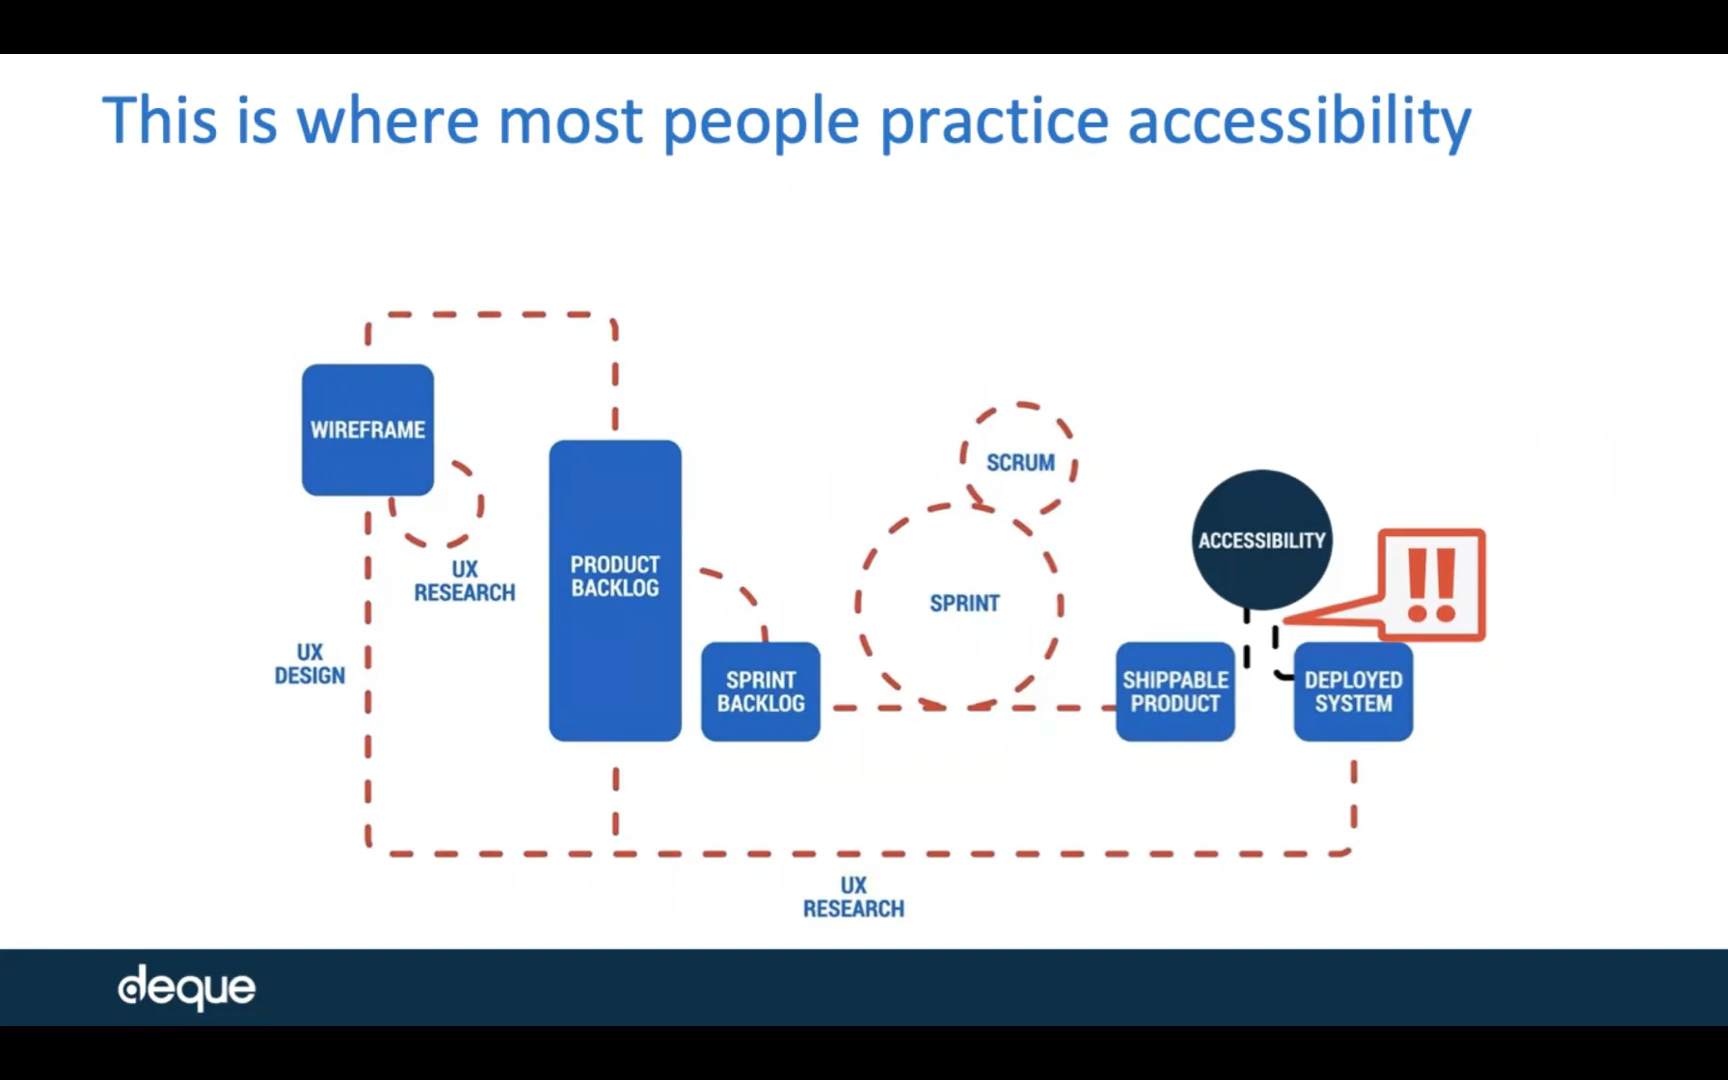 This is where most people practice accessibility
WIREFRAME
UX
RESEARCH
UX
DESIGN
PRODUCT
BACKLOG
SPRINT
BACKLOG
SCRUM
SPRINT
ACCESSIBILITY
!!
SHIPPABLE
PRODUCT
DEPLOYED
SYSTEM
UX
RESEARCH
deque